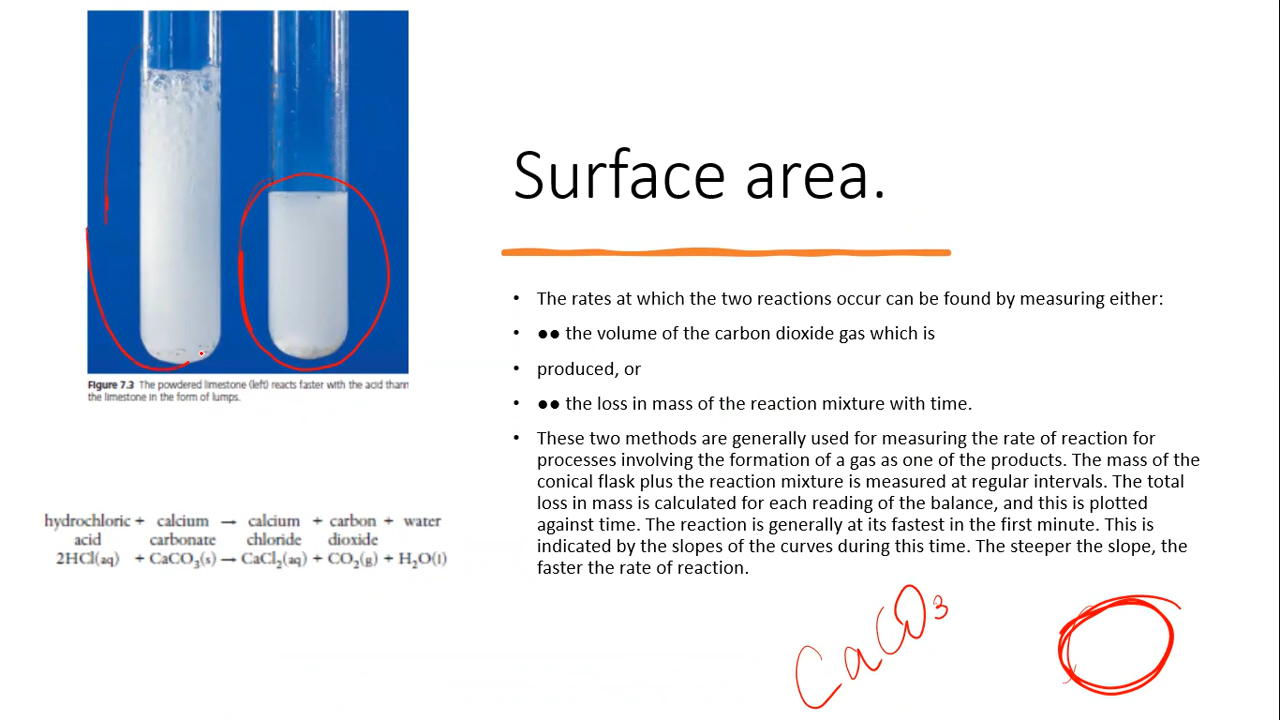 Surface area.
• The rates at which the two reactions occur can be found by measuring either:
• ●● the volume of the carbon dioxide gas which is
• produced, or
• ●● the loss in mass of the reaction mixture with time.
• These two methods are generally used for measuring the rate of reaction for
processes involving the formation of a gas as one of the products. The mass of the
conical flask plus the reaction mixture is measured at regular intervals. The total
loss in mass is calculated for each reading of the balance, and this is plotted
against time. The reaction is generally at its fastest in the first minute. This is
indicated by the slopes of the curves during this time. The steeper the slope, the
faster the rate of reaction.
Figure 7.3 The powdered limestone (left) reacts faster with the acid than
the limestone in the form of lumps.
hydrochloric + calcium → calcium + carbon + water
acid carbonate chloride dioxide
2HCl(aq) + CaCO₃(s) → CaCl₂(aq) + CO₂(g) + H₂O(l)
CaCO₃